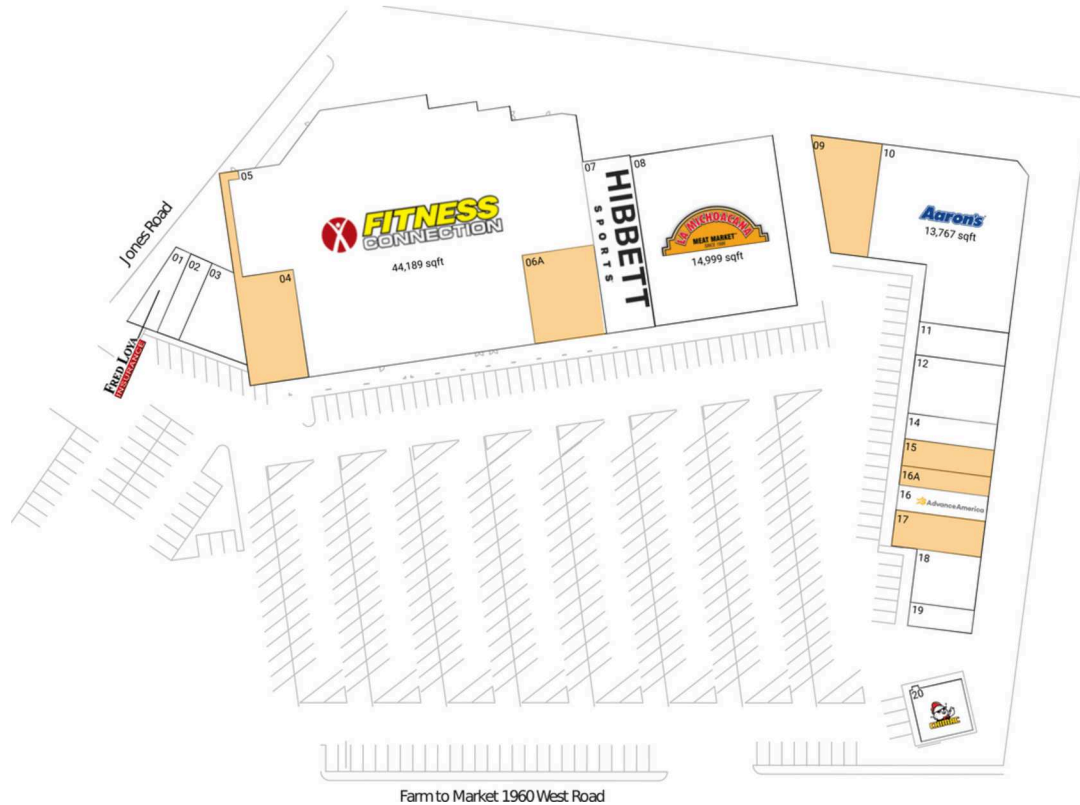 Jones Road
01
02
03
FRED LOYA
INSURANCE
04
05
FITNESS
CONNECTION
44,189 sqft
06A
07
HIBBETT
SPORTS
08
LA MICHOACANA
MEAT MARKET
14,999 sqft
09
10
Aaron's
13,767 sqft
11
12
14
15
16A
16
AdvanceAmerica
17
18
19
20
Farm to Market 1960 West Road